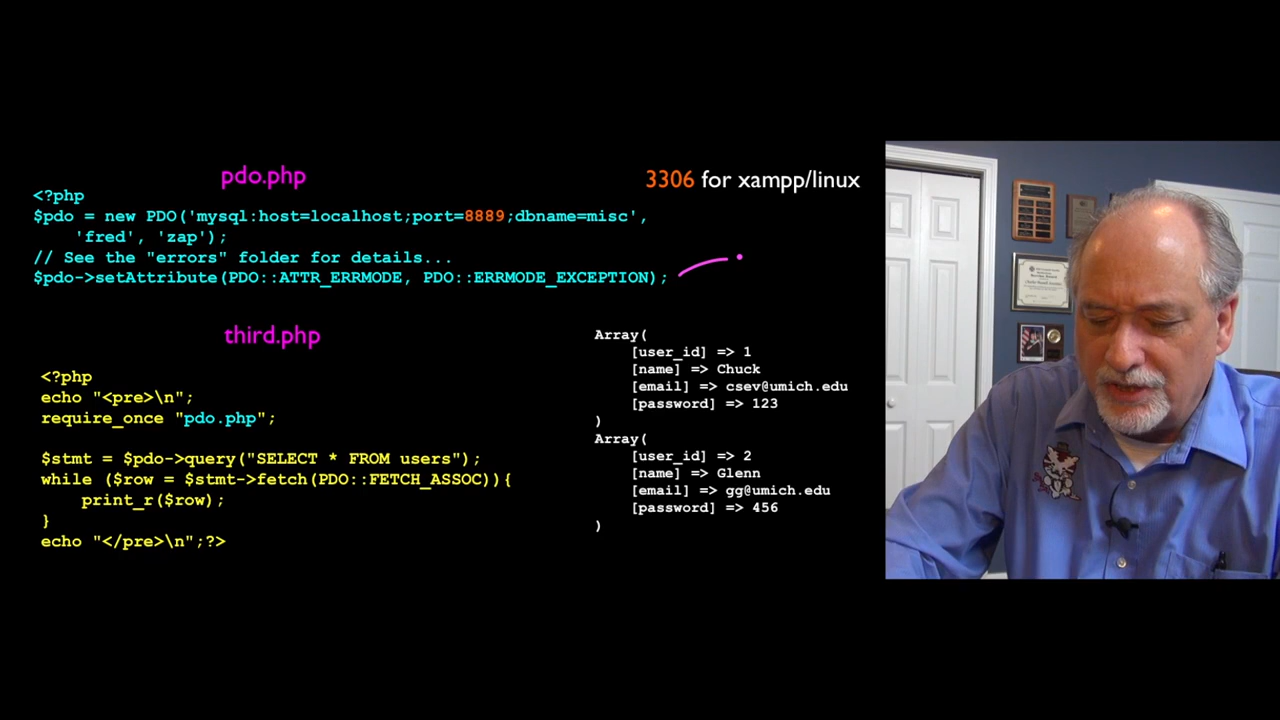 pdo.php
3306 for xampp/linux
<?php
$pdo = new PDO('mysql:host=localhost;port=8889;dbname=misc',
'fred', 'zap');
// See the "errors" folder for details...
$pdo->setAttribute(PDO::ATTR_ERRMODE, PDO::ERRMODE_EXCEPTION);
third.php
<?php
echo "<pre>\n";
require_once "pdo.php";
$stmt = $pdo->query("SELECT * FROM users");
while ($row = $stmt->fetch(PDO::FETCH_ASSOC)){
print_r($row);
}
echo "</pre>\n";?>
Array(
[user_id] => 1
[name] => Chuck
[email] => csev@umich.edu
[password] => 123
)
Array(
[user_id] => 2
[name] => Glenn
[email] => gg@umich.edu
[password] => 456
)